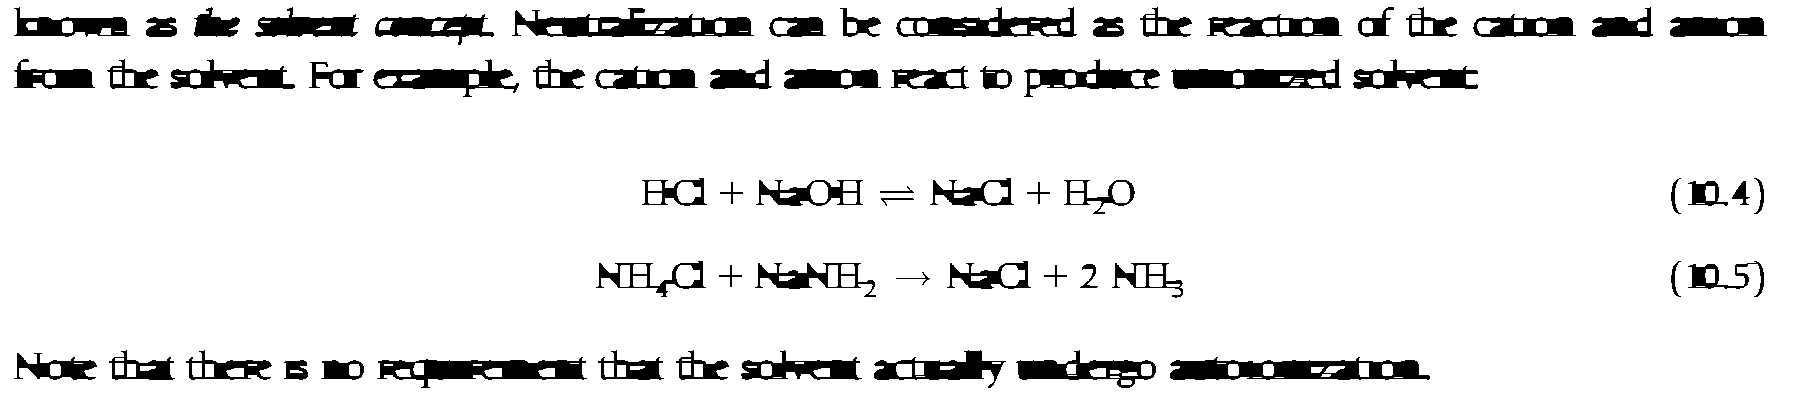 known as the solvent concept. Neutralization can be considered as the reaction of the cation and anion
from the solvent. For example, the cation and anion react to produce unionized solvent:
HCl + NaOH ⇌ NaCl + H₂O (10.4)
NH₄Cl + NaNH₂ → NaCl + 2 NH₃ (10.5)
Note that there is no requirement that the solvent actually undergo autoionization.